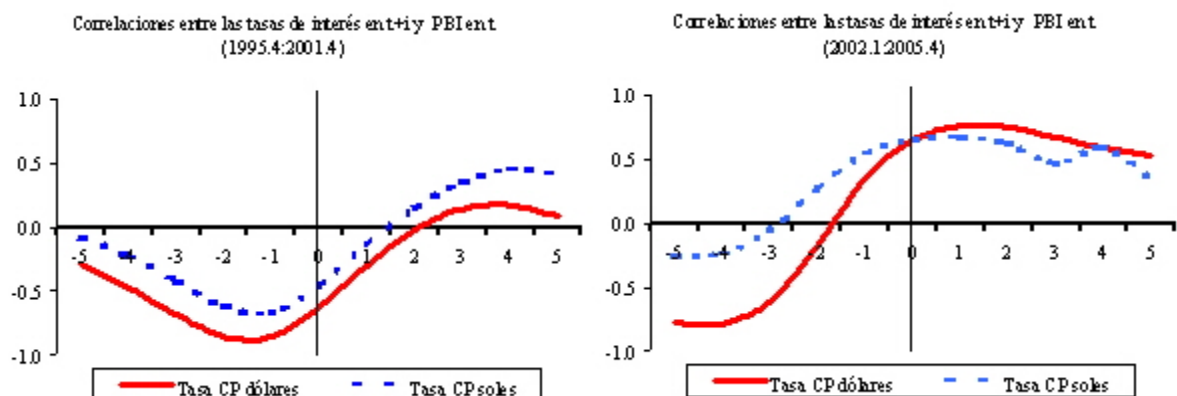 Correlaciones entre las tasas de interés en t+i y PBI en t
(1995.4:2001.4)
1.0
0.5
0.0
-0.5
-1.0
-5 -4 -3 -2 -1 0 1 2 3 4 5
Tasa CP dólares Tasa CP soles
Correlaciones entre las tasas de interés en t+i y PBI en t
(2002.1:2005.4)
1.0
0.5
0.0
-0.5
-1.0
-5 -4 -3 -2 -1 0 1 2 3 4 5
Tasa CP dólares Tasa CP soles